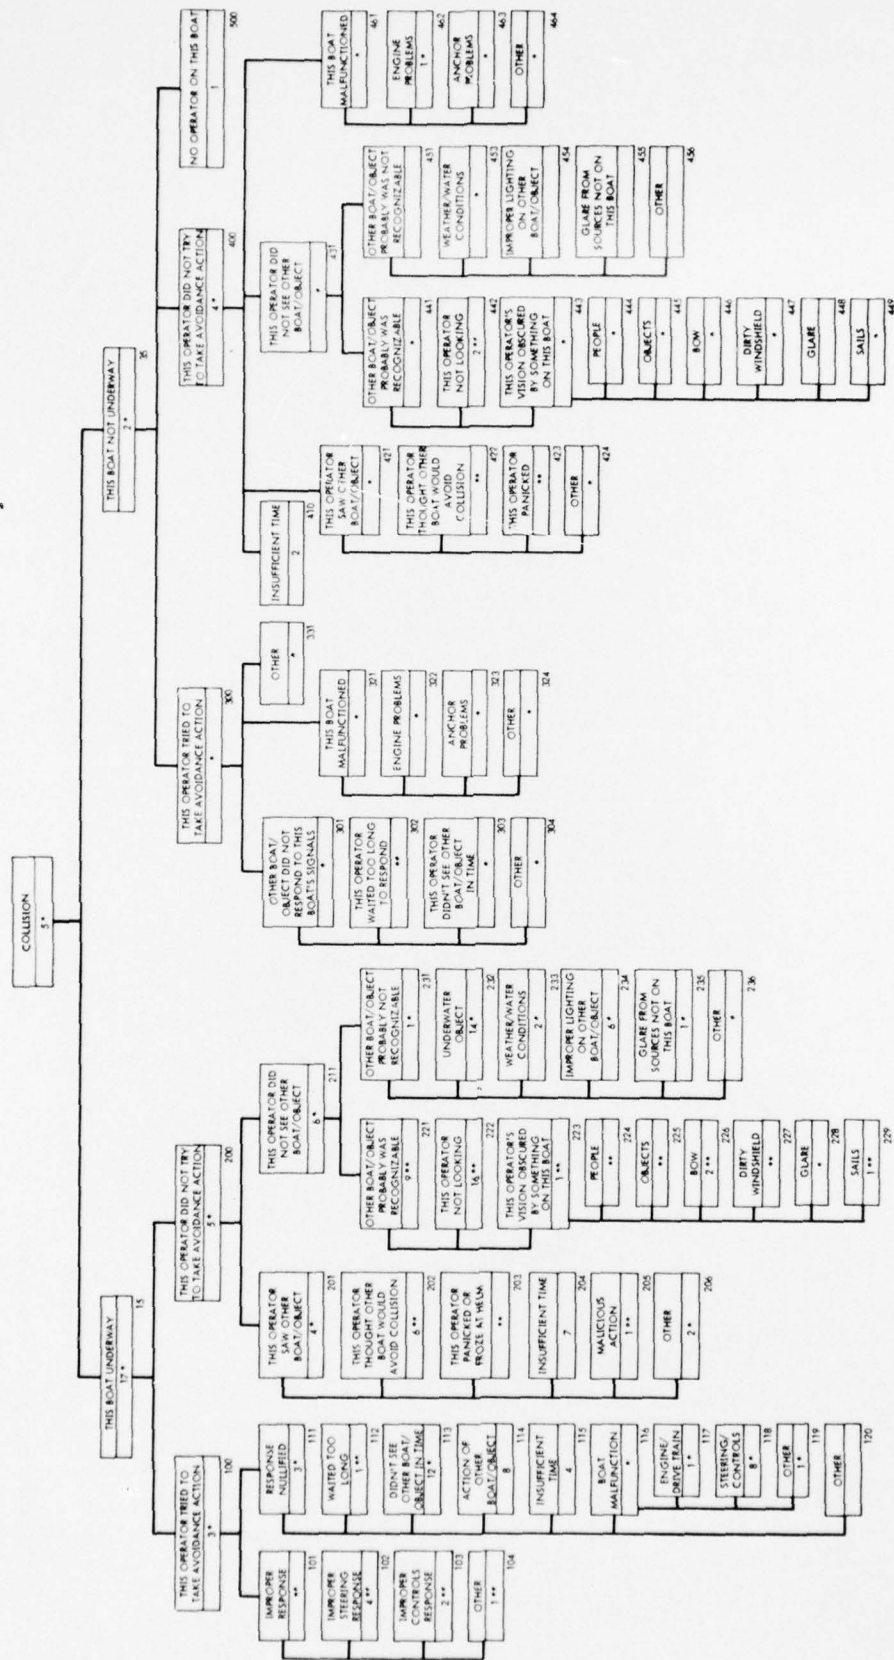 COLLISION
5 *
THIS BOAT UNDERWAY
17 *
15
THIS OPERATOR TRIED TO
TAKE AVOIDANCE ACTION
3 *
100
IMPROPER
RESPONSE
**
101
IMPROPER
STEERING
RESPONSE
4 **
102
IMPROPER
CONTROLS
RESPONSE
2 **
103
OTHER
1 **
104
RESPONSE
NULLIFIED
3 *
111
WAITED TOO
LONG
1 **
112
DIDN'T SEE
OTHER BOAT/
OBJECT IN TIME
12 *
113
ACTION OF
OTHER
BOAT/OBJECT
8
114
INSUFFICIENT
TIME
4
115
BOAT
MALFUNCTION
*
116
ENGINE/
DRIVE TRAIN
1 *
117
STEERING/
CONTROLS
8 *
118
OTHER
1 *
119
OTHER
120
THIS OPERATOR DID NOT TRY
TO TAKE AVOIDANCE ACTION
5 *
200
THIS OPERATOR
SAW OTHER
BOAT/OBJECT
4 *
201
THIS OPERATOR
THOUGHT OTHER
BOAT WOULD
AVOID COLLISION
6 **
202
THIS OPERATOR
PANICKED OR
FROZE AT HELM
**
203
INSUFFICIENT TIME
7
204
MALICIOUS
ACTION
1 **
205
OTHER
2 *
206
THIS OPERATOR DID
NOT SEE OTHER
BOAT/OBJECT
6 *
211
OTHER BOAT/OBJECT
PROBABLY WAS
RECOGNIZABLE
9 **
221
THIS OPERATOR
NOT LOOKING
16 **
222
THIS OPERATOR'S
VISION OBSCURED
BY SOMETHING
ON THIS BOAT
1 **
223
PEOPLE
**
224
OBJECTS
**
225
BOW
2 **
226
DIRTY
WINDSHIELD
**
227
GLARE
*
228
SAILS
1 **
229
OTHER BOAT/OBJECT
PROBABLY NOT
RECOGNIZABLE
1 *
231
UNDERWATER
OBJECT
14 *
232
WEATHER/WATER
CONDITIONS
2 *
233
IMPROPER LIGHTING
ON OTHER
BOAT/OBJECT
6 *
234
GLARE FROM
SOURCES NOT ON
THIS BOAT
1 *
235
OTHER
*
236
THIS BOAT NOT UNDERWAY
2 *
35
THIS OPERATOR TRIED TO
TAKE AVOIDANCE ACTION
*
300
OTHER BOAT/
OBJECT DID NOT
RESPOND TO THIS
BOAT'S SIGNALS
*
301
THIS OPERATOR
WAITED TOO LONG
TO RESPOND
**
302
THIS OPERATOR
DIDN'T SEE OTHER
BOAT/OBJECT
IN TIME
*
303
OTHER
*
304
THIS BOAT
MALFUNCTIONED
*
321
ENGINE PROBLEMS
*
322
ANCHOR
PROBLEMS
*
323
OTHER
*
324
OTHER
*
331
THIS OPERATOR DID NOT TRY
TO TAKE AVOIDANCE ACTION
4 *
400
INSUFFICIENT TIME
2
410
THIS OPERATOR
SAW OTHER
BOAT/OBJECT
*
421
THIS OPERATOR
THOUGHT OTHER
BOAT WOULD
AVOID
COLLISION
**
422
THIS OPERATOR
PANICKED
**
423
OTHER
*
424
THIS OPERATOR DID
NOT SEE OTHER
BOAT/OBJECT
*
431
OTHER BOAT/OBJECT
PROBABLY WAS
RECOGNIZABLE
*
441
THIS OPERATOR
NOT LOOKING
2 **
442
THIS OPERATOR'S
VISION OBSCURED
BY SOMETHING
ON THIS BOAT
*
443
PEOPLE
*
444
OBJECTS
*
445
BOW
*
446
DIRTY
WINDSHIELD
*
447
GLARE
448
SAILS
*
449
OTHER BOAT/OBJECT
PROBABLY WAS NOT
RECOGNIZABLE
451
WEATHER/WATER
CONDITIONS
*
453
IMPROPER LIGHTING
ON OTHER
BOAT/OBJECT
454
GLARE FROM
SOURCES NOT ON
THIS BOAT
455
OTHER
456
THIS BOAT
MALFUNCTIONED
*
461
ENGINE
PROBLEMS
1 *
462
ANCHOR
PROBLEMS
*
463
OTHER
*
464
NO OPERATOR ON THIS BOAT
1
500